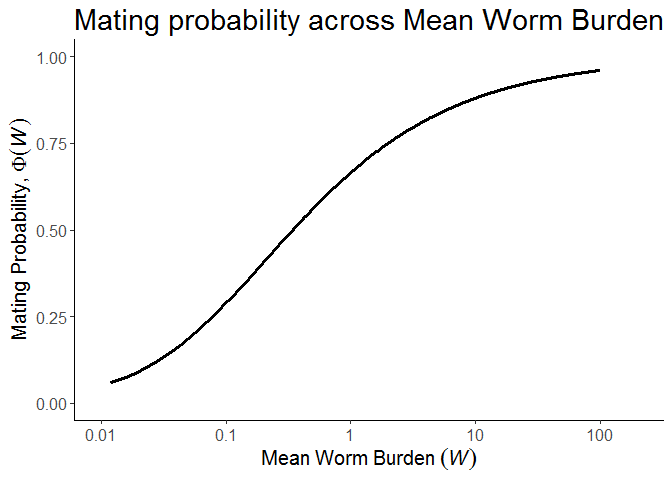 Mating probability across Mean Worm Burden
Mating Probability, Φ(W)
1.00
0.75
0.50
0.25
0.00
0.01 0.1 1 10 100
Mean Worm Burden (W)